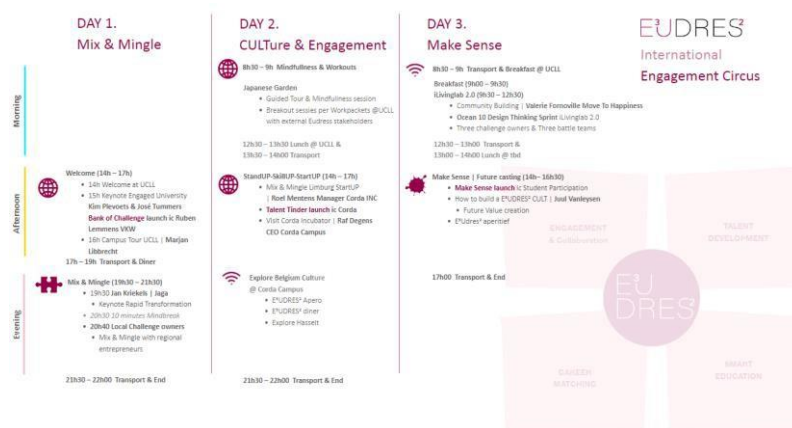 DAY 1.
Mix & Mingle
DAY 2.
CULTure & Engagement
DAY 3.
Make Sense
E³UDRES²
International
Engagement Circus
Morning
Afternoon
Evening
Welcome (14h – 17h)
• 14h Welcome at UCLL
• 15h Keynote Engaged University
Kim Plevoets & José Tummers
Bank of Challenge launch ic Ruben
Lemmens VKW
• 16h Campus Tour UCLL | Marjan
Libbrecht
17h – 19h Transport & Diner
Mix & Mingle (19h30 – 21h30)
• 19h30 Jan Kriekels | Jaga
• Keynote Rapid Transformation
• 20h30 10 minutes Mindbreak
• 20h40 Local Challenge owners
• Mix & Mingle with regional
entrepreneurs
21h30 – 22h00 Transport & End
8h30 – 9h Mindfullness & Workouts
Japanese Garden
• Guided Tour & Mindfullness session
• Breakout sessies per Workpackets @UCLL
with external Eudress stakeholders
12h30 – 13h30 Lunch @ UCLL &
13h30 – 14h00 Transport
StandUP-SkillUP-StartUP (14h – 17h)
• Mix & Mingle Limburg StartUP
| Roel Mentens Manager Corda INC
• Talent Tinder launch ic Corda
• Visit Corda Incubator | Raf Degens
CEO Corda Campus
Explore Belgium Culture
@ Corda Campus
• E³UDRES² Apero
• E³UDRES² diner
• Explore Hasselt
21h30 – 22h00 Transport & End
8h30 – 9h Transport & Breakfast @ UCLL
Breakfast (9h00 – 9h30)
iLivinglab 2.0 (9h30 – 12h30)
• Community Building | Valerie Fornoville Move To Happiness
• Ocean 10 Design Thinking Sprint iLivinglab 2.0
• Three challenge owners & Three battle teams
12h30 – 13h00 Transport &
13h00 – 14h00 Lunch @ tbd
Make Sense | Future casting (14h– 16h30)
• Make Sense launch ic Student Participation
• How to build a E³UDRES² CULT | Juul Vanleysen
• Future Value creation
• E³Udres² aperitief
17h00 Transport & End
ENGAGEMENT
& Collaboration
TALENT
DEVELOPMENT
E³U
DRES²
CAREER
MATCHING
SMART
EDUCATION